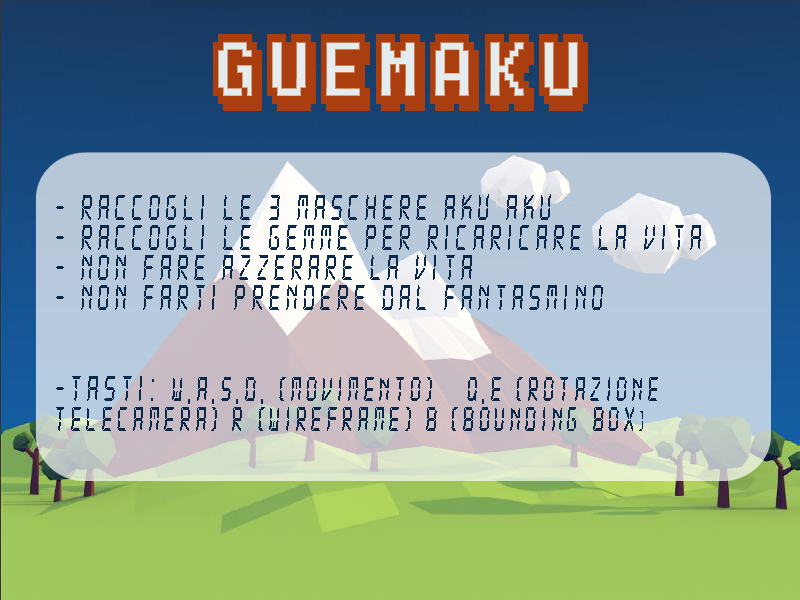 GUEMAKU
- RACCOGLI LE 3 MASCHERE AKU AKU
- RACCOGLI LE GEMME PER RICARICARE LA VITA
- NON FARE AZZERARE LA VITA
- NON FARTI PRENDERE DAL FANTASMINO
-TASTI: W,A,S,D, (MOVIMENTO) Q,E (ROTAZIONE
TELECAMERA) R (WIREFRAME) B (BOUNDING BOX)